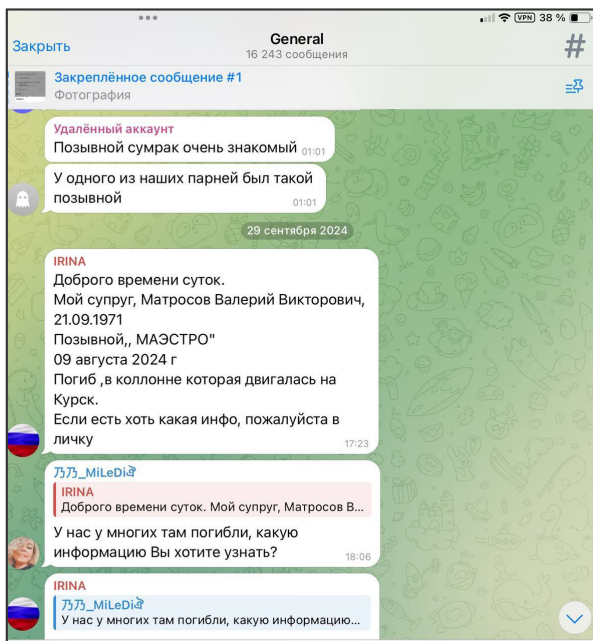 VPN 38 %
Закрыть
General
16 243 сообщения
#
Закреплённое сообщение #1
Фотография
Удалённый аккаунт
Позывной сумрак очень знакомый 01:01
У одного из наших парней был такой
позывной 01:01
29 сентября 2024
IRINA
Доброго времени суток.
Мой супруг, Матросов Валерий Викторович,
21.09.1971
Позывной,, МАЭСТРО"
09 августа 2024 г
Погиб ,в коллонне которая двигалась на
Курск.
Если есть хоть какая инфо, пожалуйста в
личку 17:23
乃乃_MiLeDi
IRINA
Доброго времени суток. Мой супруг, Матросов В...
У нас у многих там погибли, какую
информацию Вы хотите узнать? 18:06
IRINA
乃乃_MiLeDi
У нас у многих там погибли, какую информацию...